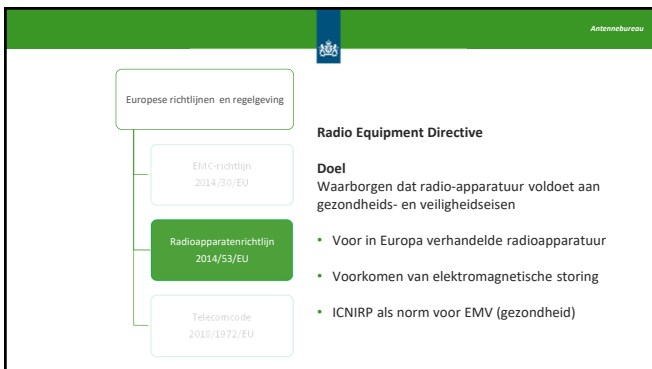 Antennebureau
Europese richtlijnen en regelgeving
EMC-richtlijn
2014/30/EU
Radioapparatenrichtlijn
2014/53/EU
Telecomcode
2018/1972/EU
Radio Equipment Directive
Doel
Waarborgen dat radio-apparatuur voldoet aan
gezondheids- en veiligheidseisen
• Voor in Europa verhandelde radioapparatuur
• Voorkomen van elektromagnetische storing
• ICNIRP als norm voor EMV (gezondheid)